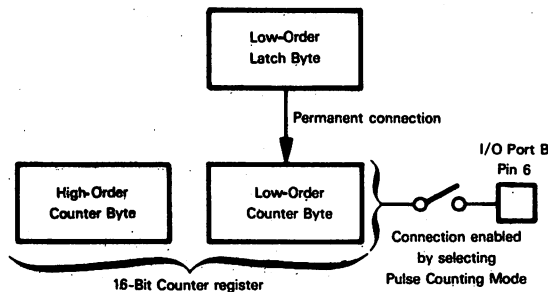 Low-Order
Latch Byte
Permanent connection
I/O Port B
Pin 6
High-Order
Counter Byte
Low-Order
Counter Byte
Connection enabled
by selecting
Pulse Counting Mode
16-Bit Counter register